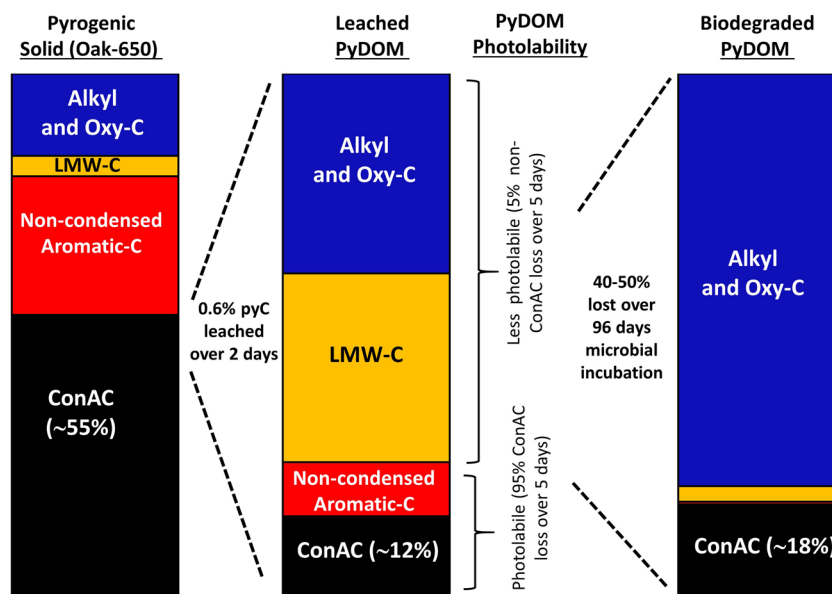 Pyrogenic
Solid (Oak-650)
Leached
PyDOM
PyDOM
Photolability
Biodegraded
PyDOM
Alkyl
and Oxy-C
LMW-C
Non-condensed
Aromatic-C
ConAC
(~55%)
0.6% pyC
leached
over 2 days
Alkyl
and Oxy-C
LMW-C
Non-condensed
Aromatic-C
ConAC (~12%)
Less photolabile (5% non-
ConAC loss over 5 days)
Photolabile (95% ConAC
loss over 5 days)
40-50%
lost over
96 days
microbial
incubation
Alkyl
and Oxy-C
ConAC (~18%)